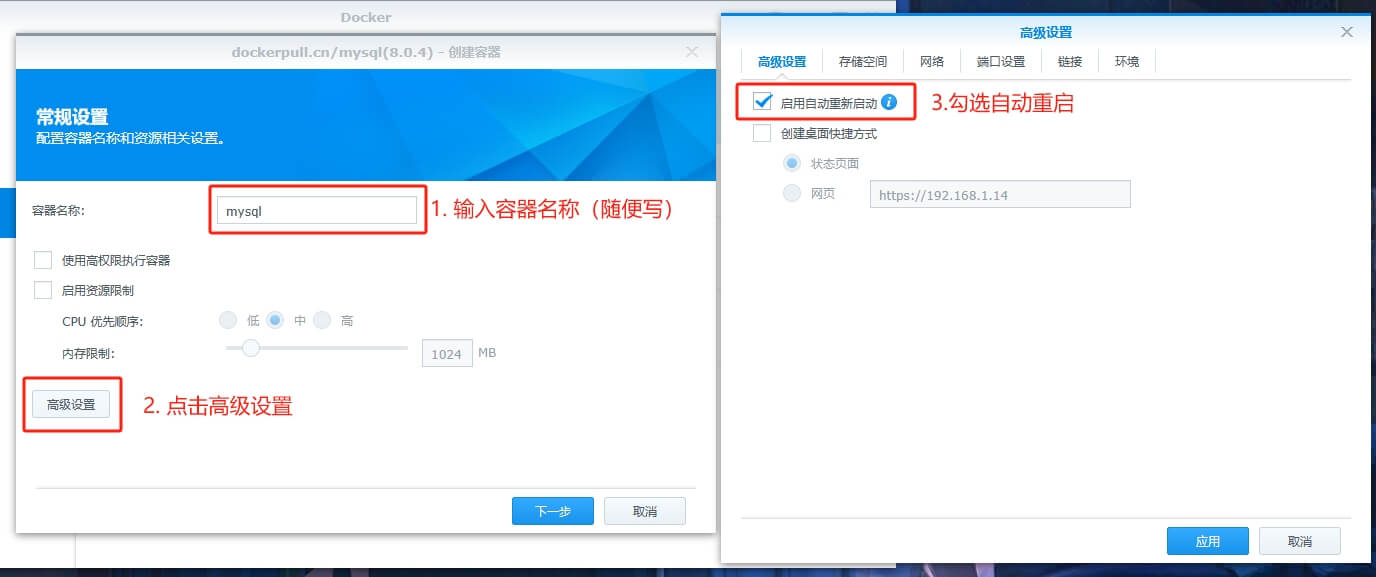 Docker
dockerpull.cn/mysql(8.0.4) - 创建容器
常规设置
配置容器名称和资源相关设置。
容器名称:
mysql
1. 输入容器名称（随便写）
使用高权限执行容器
启用资源限制
CPU 优先顺序:
低 中 高
内存限制:
1024 MB
高级设置
2. 点击高级设置
下一步 取消
高级设置
高级设置 存储空间 网络 端口设置 链接 环境
启用自动重新启动
3.勾选自动重启
创建桌面快捷方式
状态页面
网页 https://192.168.1.14
应用 取消